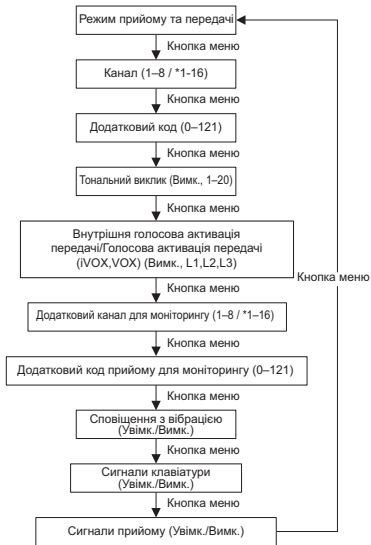 Режим прийому та передачі
Кнопка меню
Канал (1–8 / *1-16)
Кнопка меню
Додатковий код (0–121)
Кнопка меню
Тональний виклик (Вимк., 1–20)
Кнопка меню
Внутрішня голосова активація
передачі/Голосова активація передачі
(iVOX,VOX) (Вимк., L1,L2,L3)
Кнопка меню
Кнопка меню
Додатковий канал для моніторингу (1–8 / *1–16)
Кнопка меню
Додатковий код прийому для моніторингу (0–121)
Кнопка меню
Сповіщення з вібрацією
(Увімк./Вимк.)
Кнопка меню
Сигнали клавіатури
(Увімк./Вимк.)
Кнопка меню
Сигнали прийому (Увімк./Вимк.)